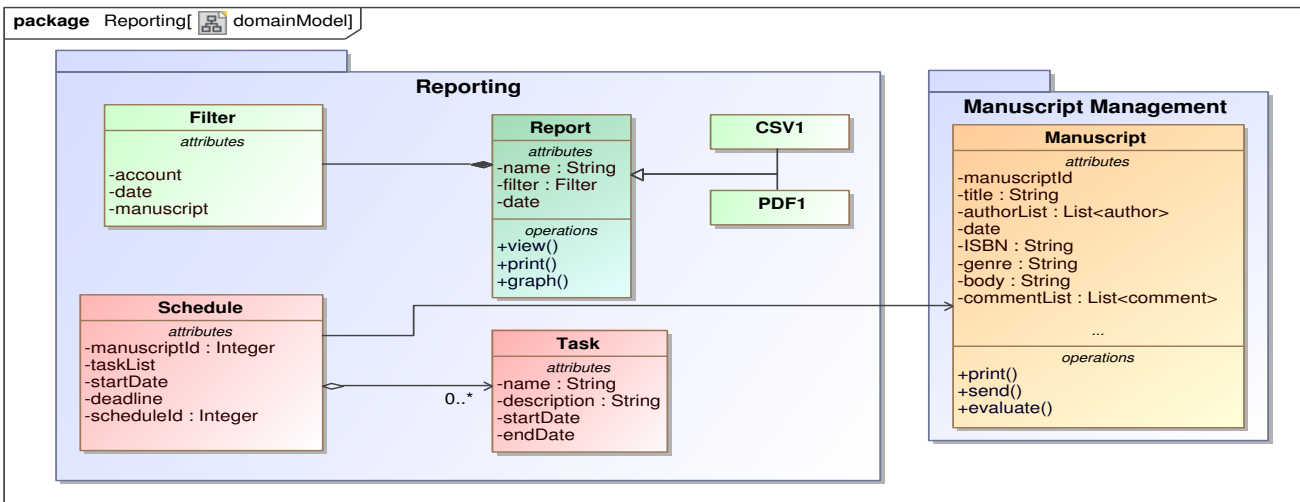 package Reporting[ domainModel]
Reporting
Filter
attributes
-account
-date
-manuscript
Report
attributes
-name : String
-filter : Filter
-date
operations
+view()
+print()
+graph()
CSV1
PDF1
Schedule
attributes
-manuscriptId : Integer
-taskList
-startDate
-deadline
-scheduleId : Integer
0..*
Task
attributes
-name : String
-description : String
-startDate
-endDate
Manuscript Management
Manuscript
attributes
-manuscriptId
-title : String
-authorList : List<author>
-date
-ISBN : String
-genre : String
-body : String
-commentList : List<comment>
...
operations
+print()
+send()
+evaluate()